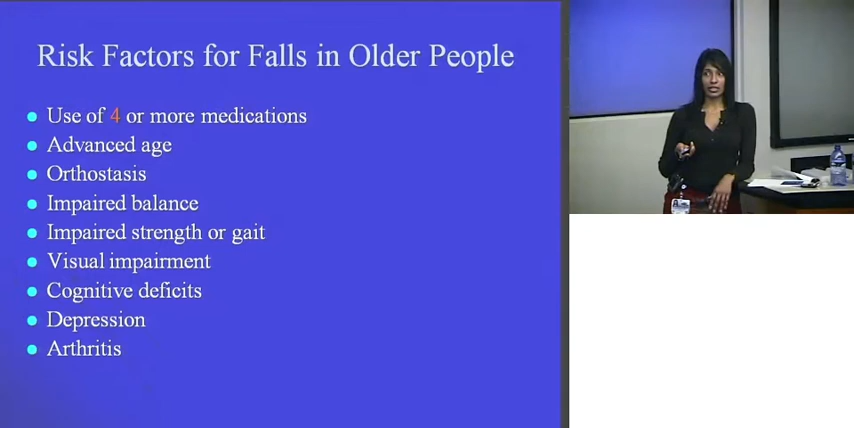 Risk Factors for Falls in Older People
Use of 4 or more medications
Advanced age
Orthostasis
Impaired balance
Impaired strength or gait
Visual impairment
Cognitive deficits
Depression
Arthritis